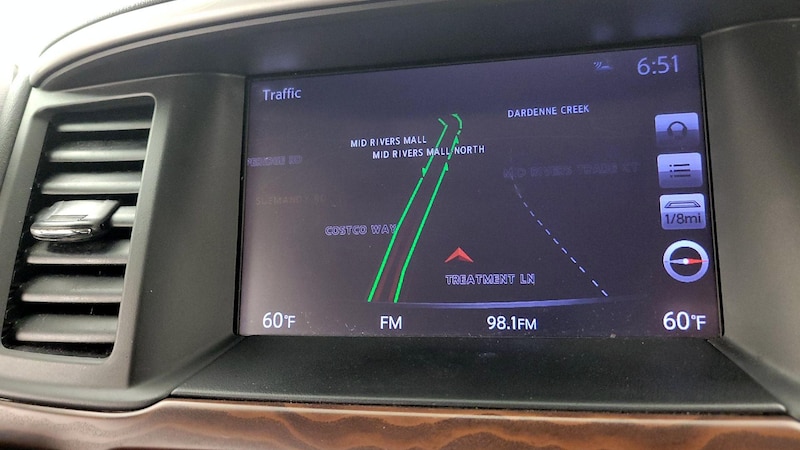 6:51
Traffic
DARDENNE CREEK
MID RIVERS MALL
MID RIVERS MALL NORTH
COSTCO WAY
1/8mi
TREATMENT LN
60°F FM 98.1FM 60°F